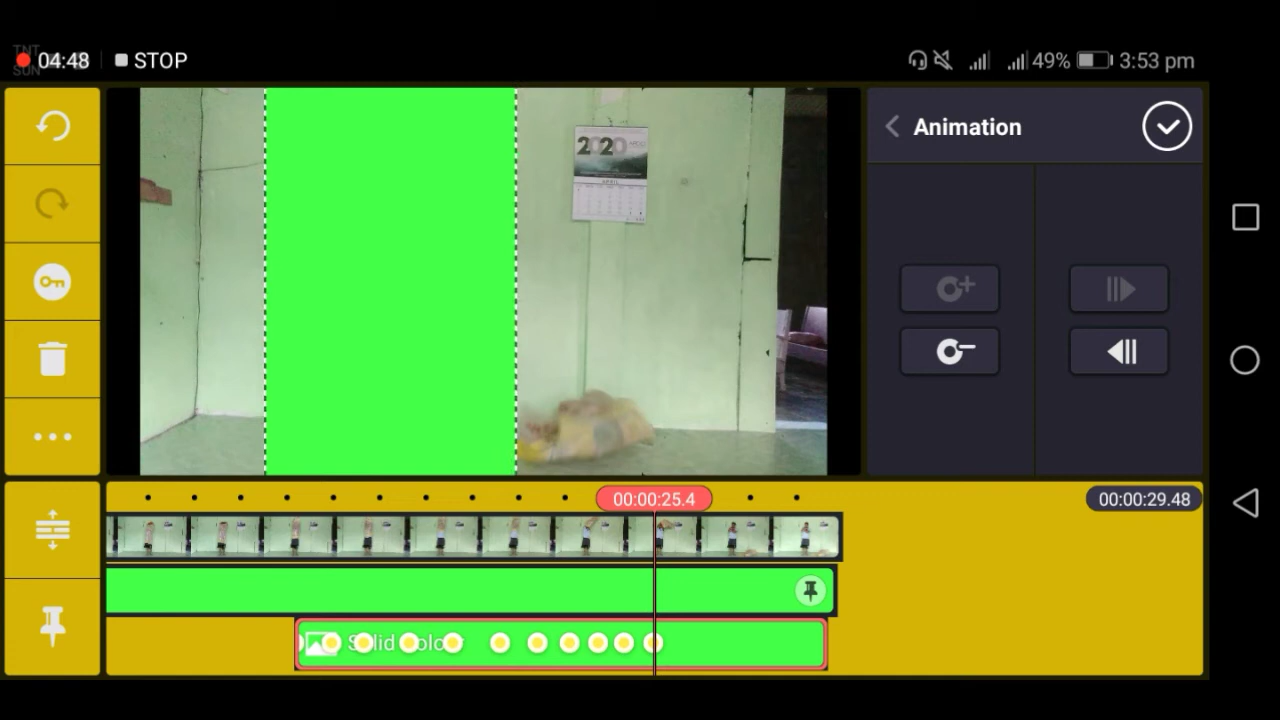 TNT
SUN
04:48
STOP
49%
3:53 pm
Animation
2020
APRIL
00:00:25.4
00:00:29.48
Solid Color